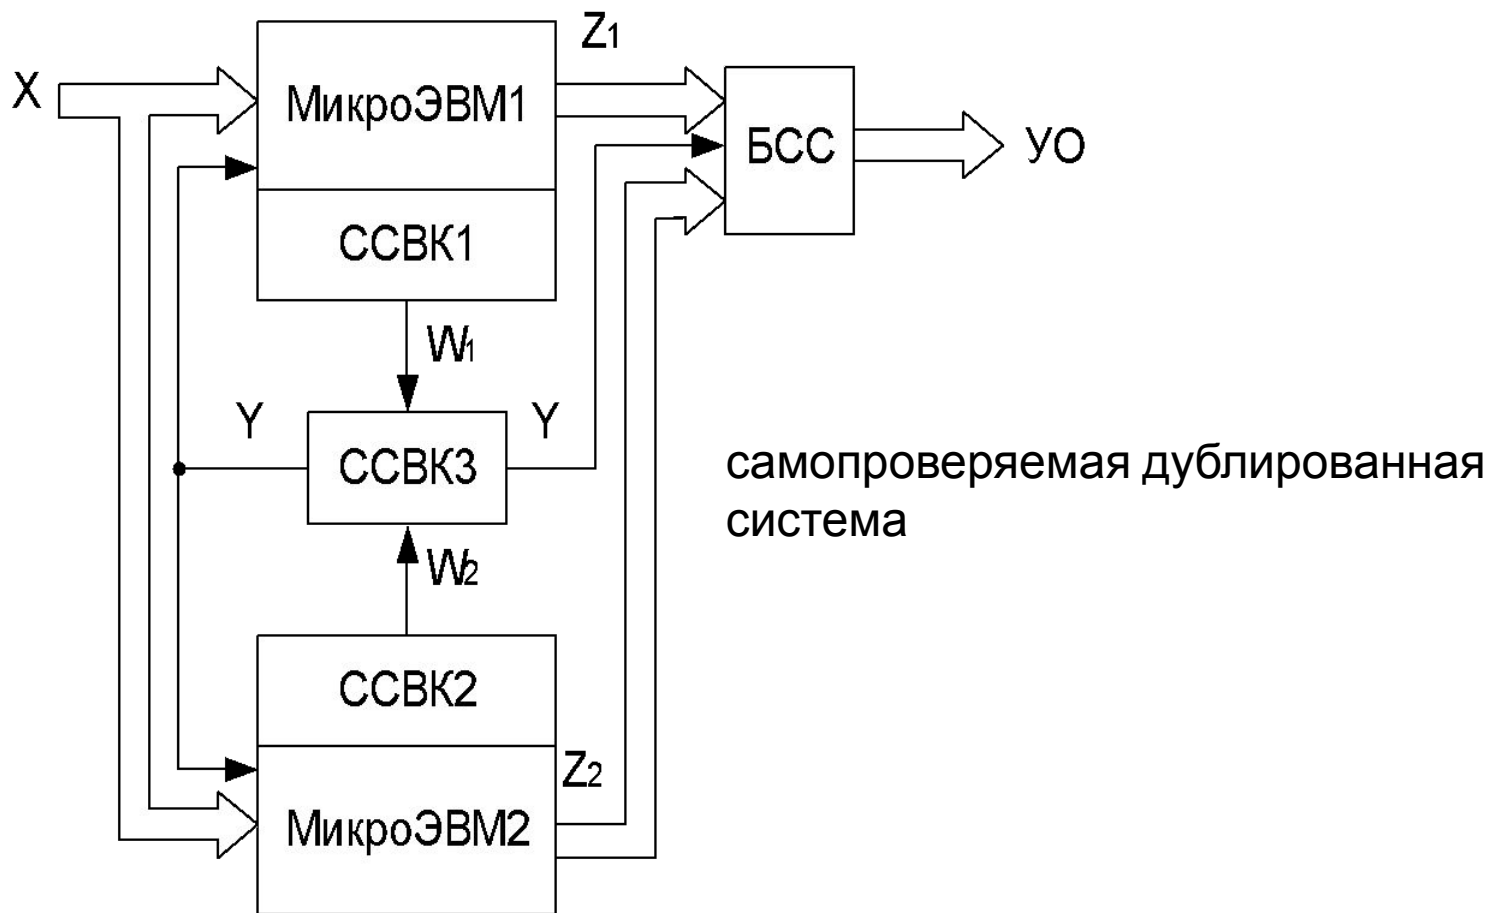 Z1
X
МикроЭВМ1
БСС
УО
ССВК1
W1
Y
Y
ССВК3
самопроверяемая дублированная
система
W2
ССВК2
Z2
МикроЭВМ2